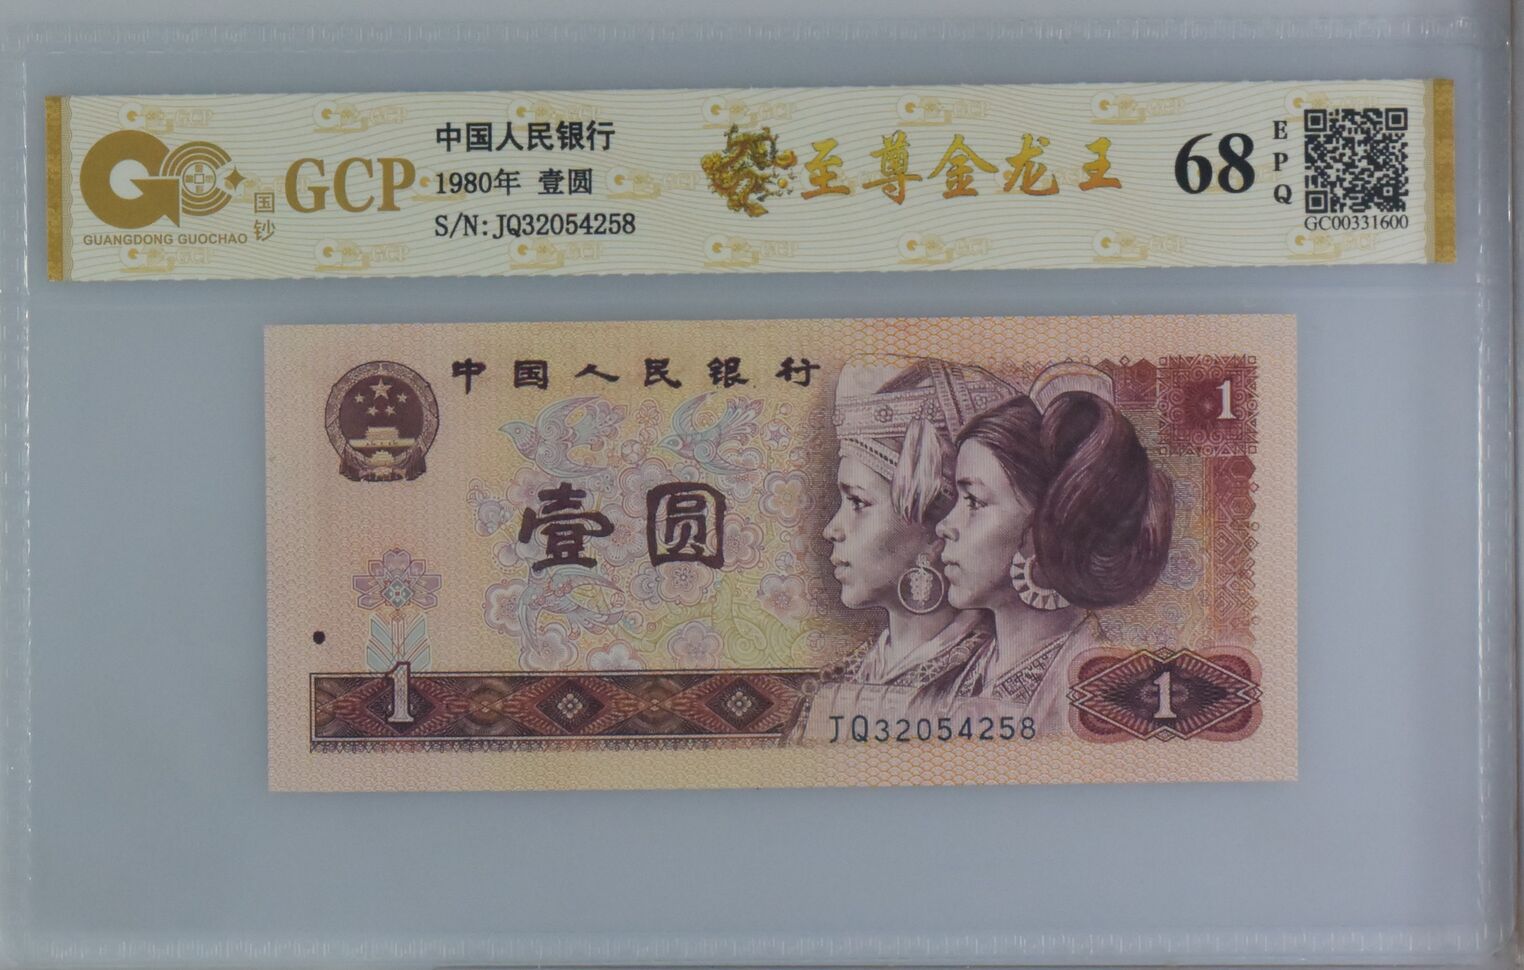 GUANGDONG GUOCHAO
国
钞
GCP
中国人民银行
1980年 壹圆
S/N:JQ32054258
至尊金龙王
68
E
P
Q
GC00331600
中国人民银行
1
壹圆
1
JQ32054258
1